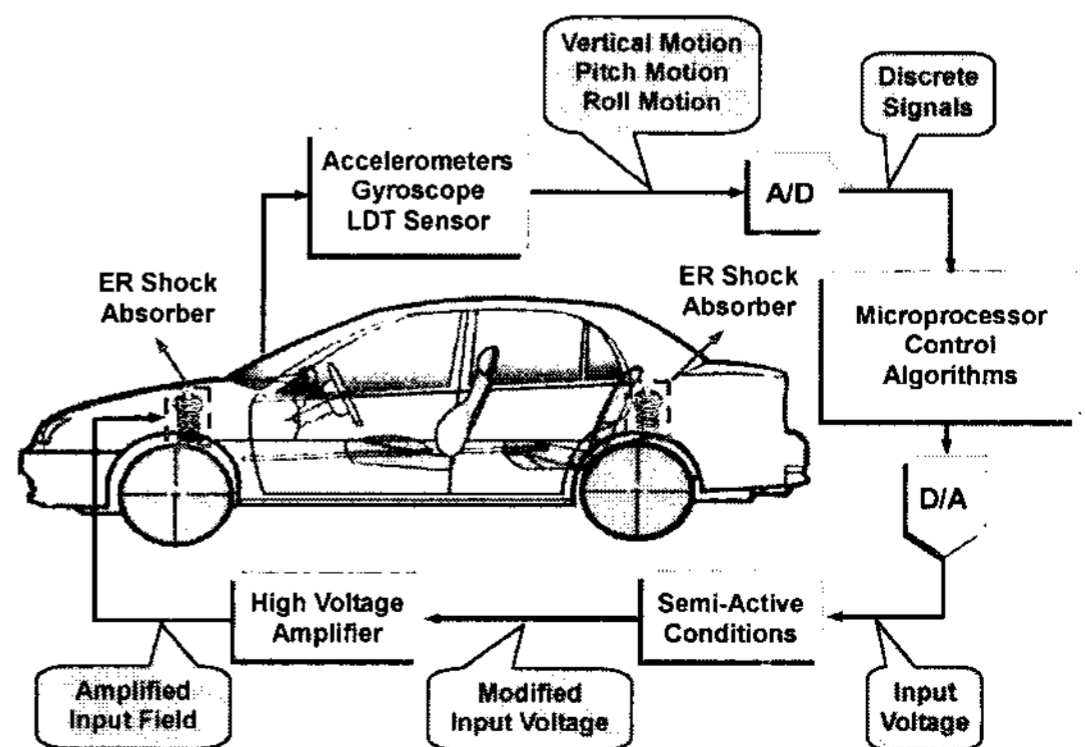 Vertical Motion
Pitch Motion
Roll Motion
Discrete
Signals
Accelerometers
Gyroscope
LDT Sensor
A/D
ER Shock
Absorber
ER Shock
Absorber
Microprocessor
Control
Algorithms
D/A
High Voltage
Amplifier
Semi-Active
Conditions
Amplified
Input Field
Modified
Input Voltage
Input
Voltage